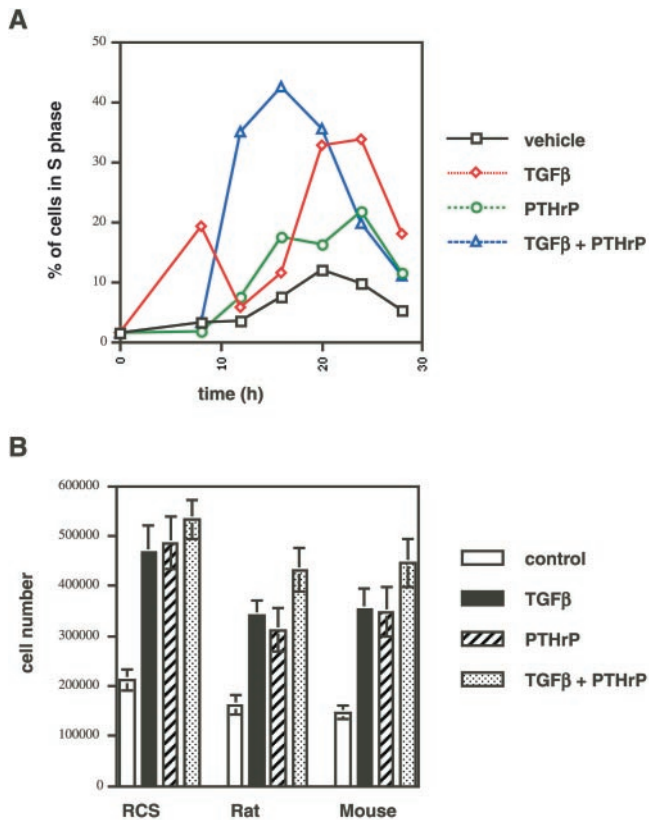 A
50
40
30
20
10
0
% of cells in S phase
0
10
20
30
time (h)
vehicle
TGFβ
PTHrP
TGFβ + PTHrP
B
600000
500000
400000
300000
200000
100000
0
cell number
RCS
Rat
Mouse
control
TGFβ
PTHrP
TGFβ + PTHrP